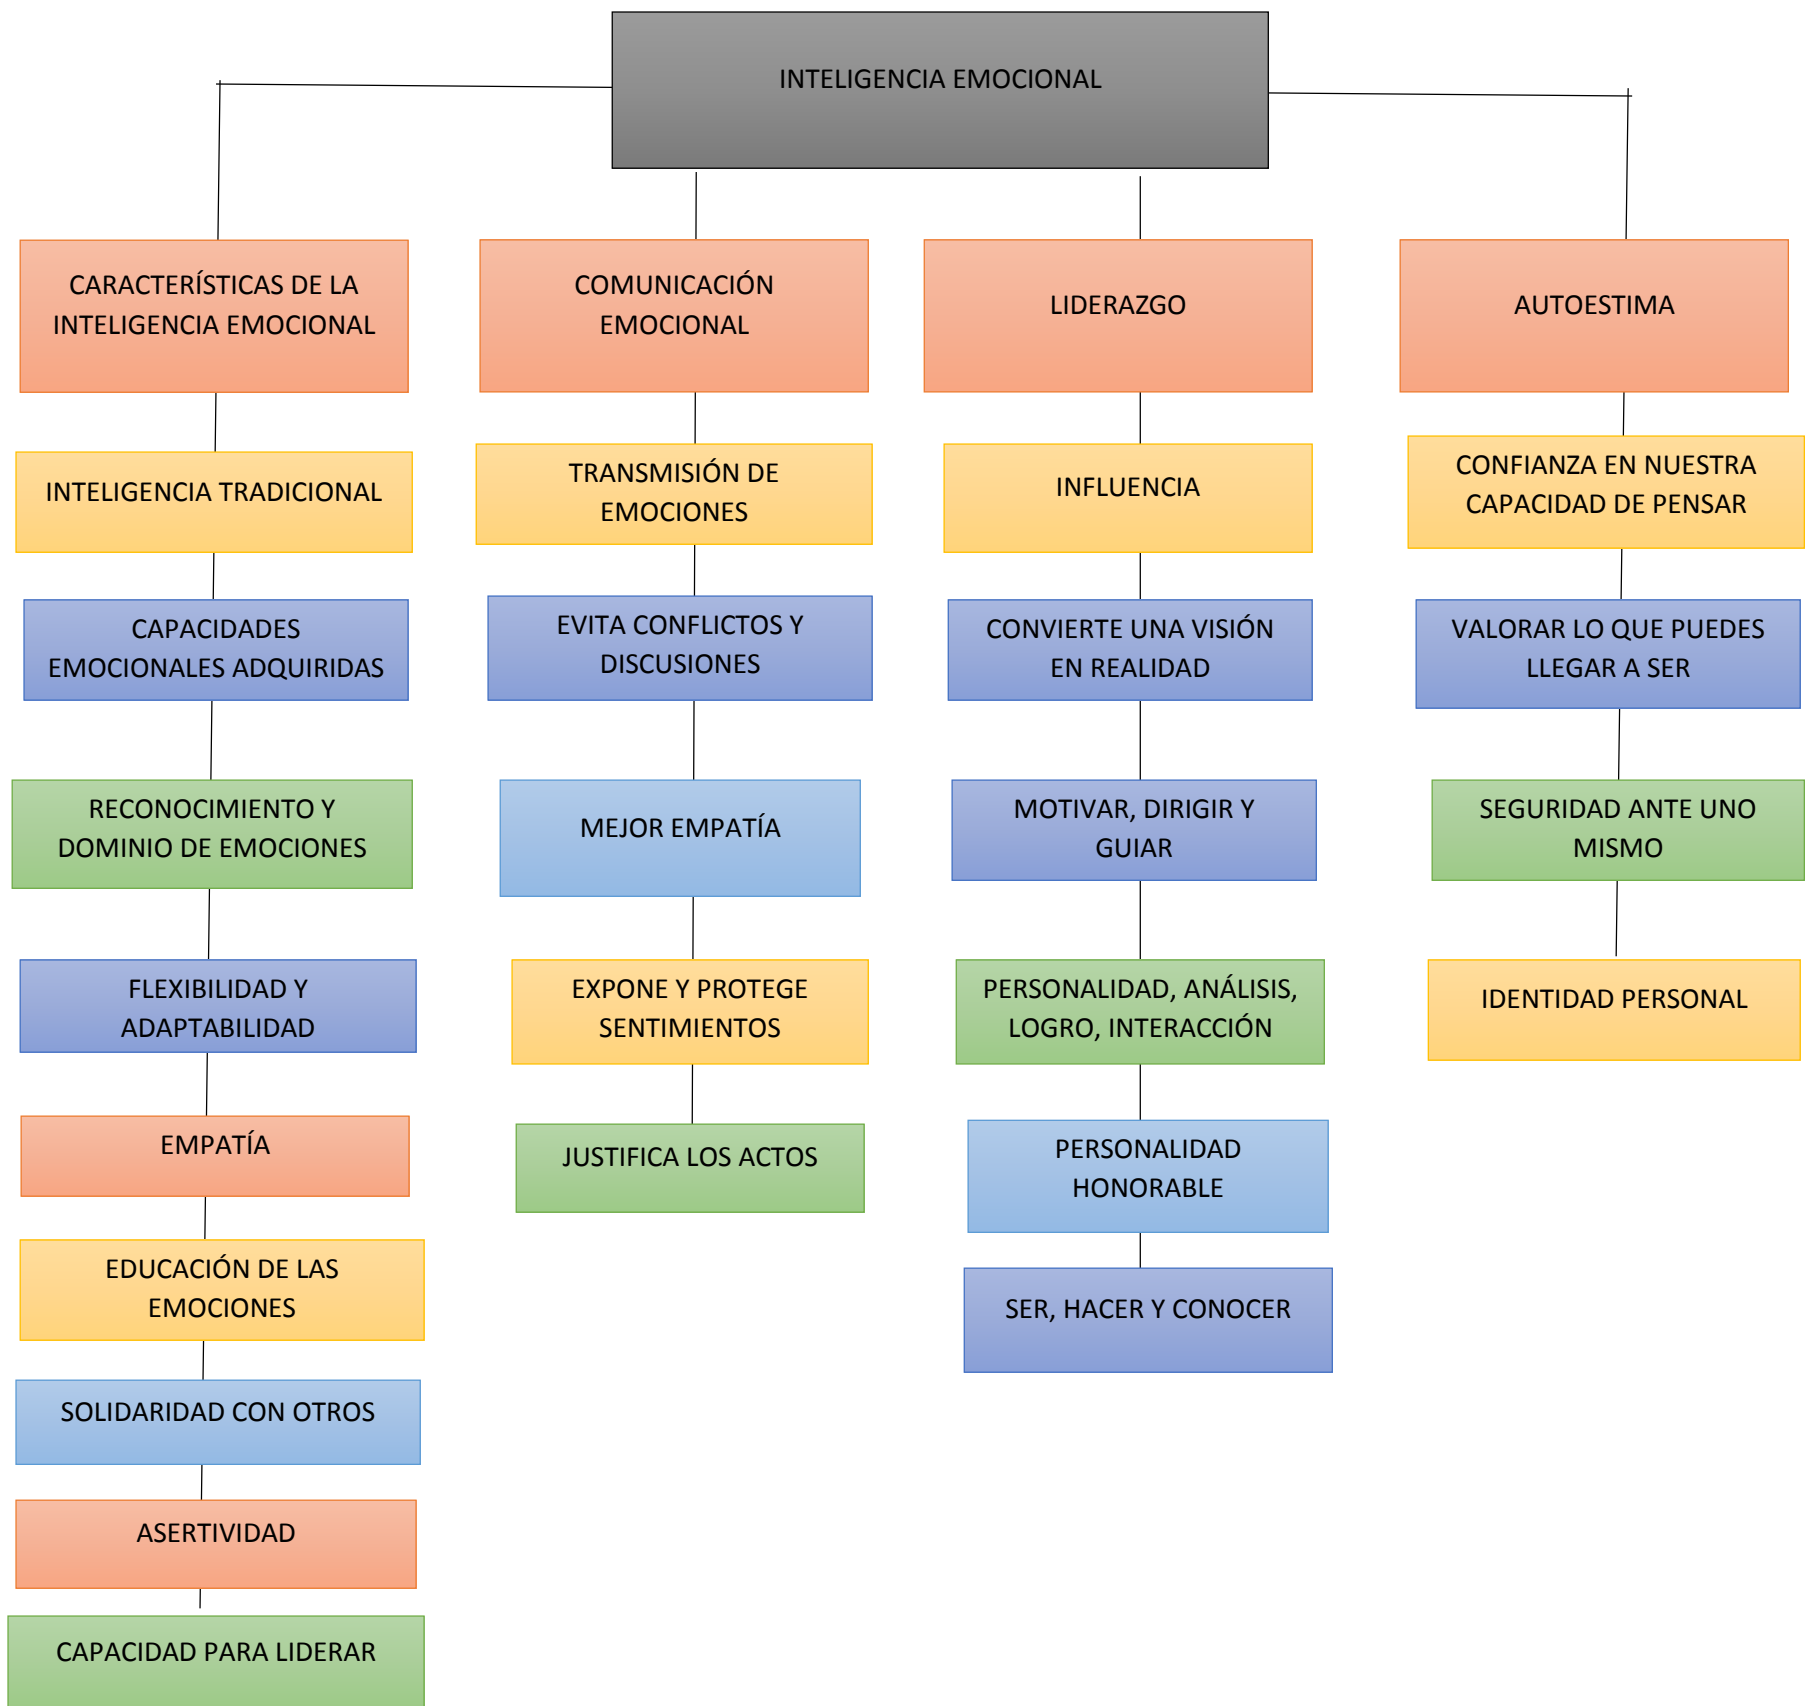 INTELIGENCIA EMOCIONAL
CARACTERÍSTICAS DE LA
INTELIGENCIA EMOCIONAL
INTELIGENCIA TRADICIONAL
CAPACIDADES
EMOCIONALES ADQUIRIDAS
RECONOCIMIENTO Y
DOMINIO DE EMOCIONES
FLEXIBILIDAD Y
ADAPTABILIDAD
EMPATÍA
EDUCACIÓN DE LAS
EMOCIONES
SOLIDARIDAD CON OTROS
ASERTIVIDAD
CAPACIDAD PARA LIDERAR
COMUNICACIÓN
EMOCIONAL
TRANSMISIÓN DE
EMOCIONES
EVITA CONFLICTOS Y
DISCUSIONES
MEJOR EMPATÍA
EXPONE Y PROTEGE
SENTIMIENTOS
JUSTIFICA LOS ACTOS
LIDERAZGO
INFLUENCIA
CONVIERTE UNA VISIÓN
EN REALIDAD
MOTIVAR, DIRIGIR Y
GUIAR
PERSONALIDAD, ANÁLISIS,
LOGRO, INTERACCIÓN
PERSONALIDAD
HONORABLE
SER, HACER Y CONOCER
AUTOESTIMA
CONFIANZA EN NUESTRA
CAPACIDAD DE PENSAR
VALORAR LO QUE PUEDES
LLEGAR A SER
SEGURIDAD ANTE UNO
MISMO
IDENTIDAD PERSONAL